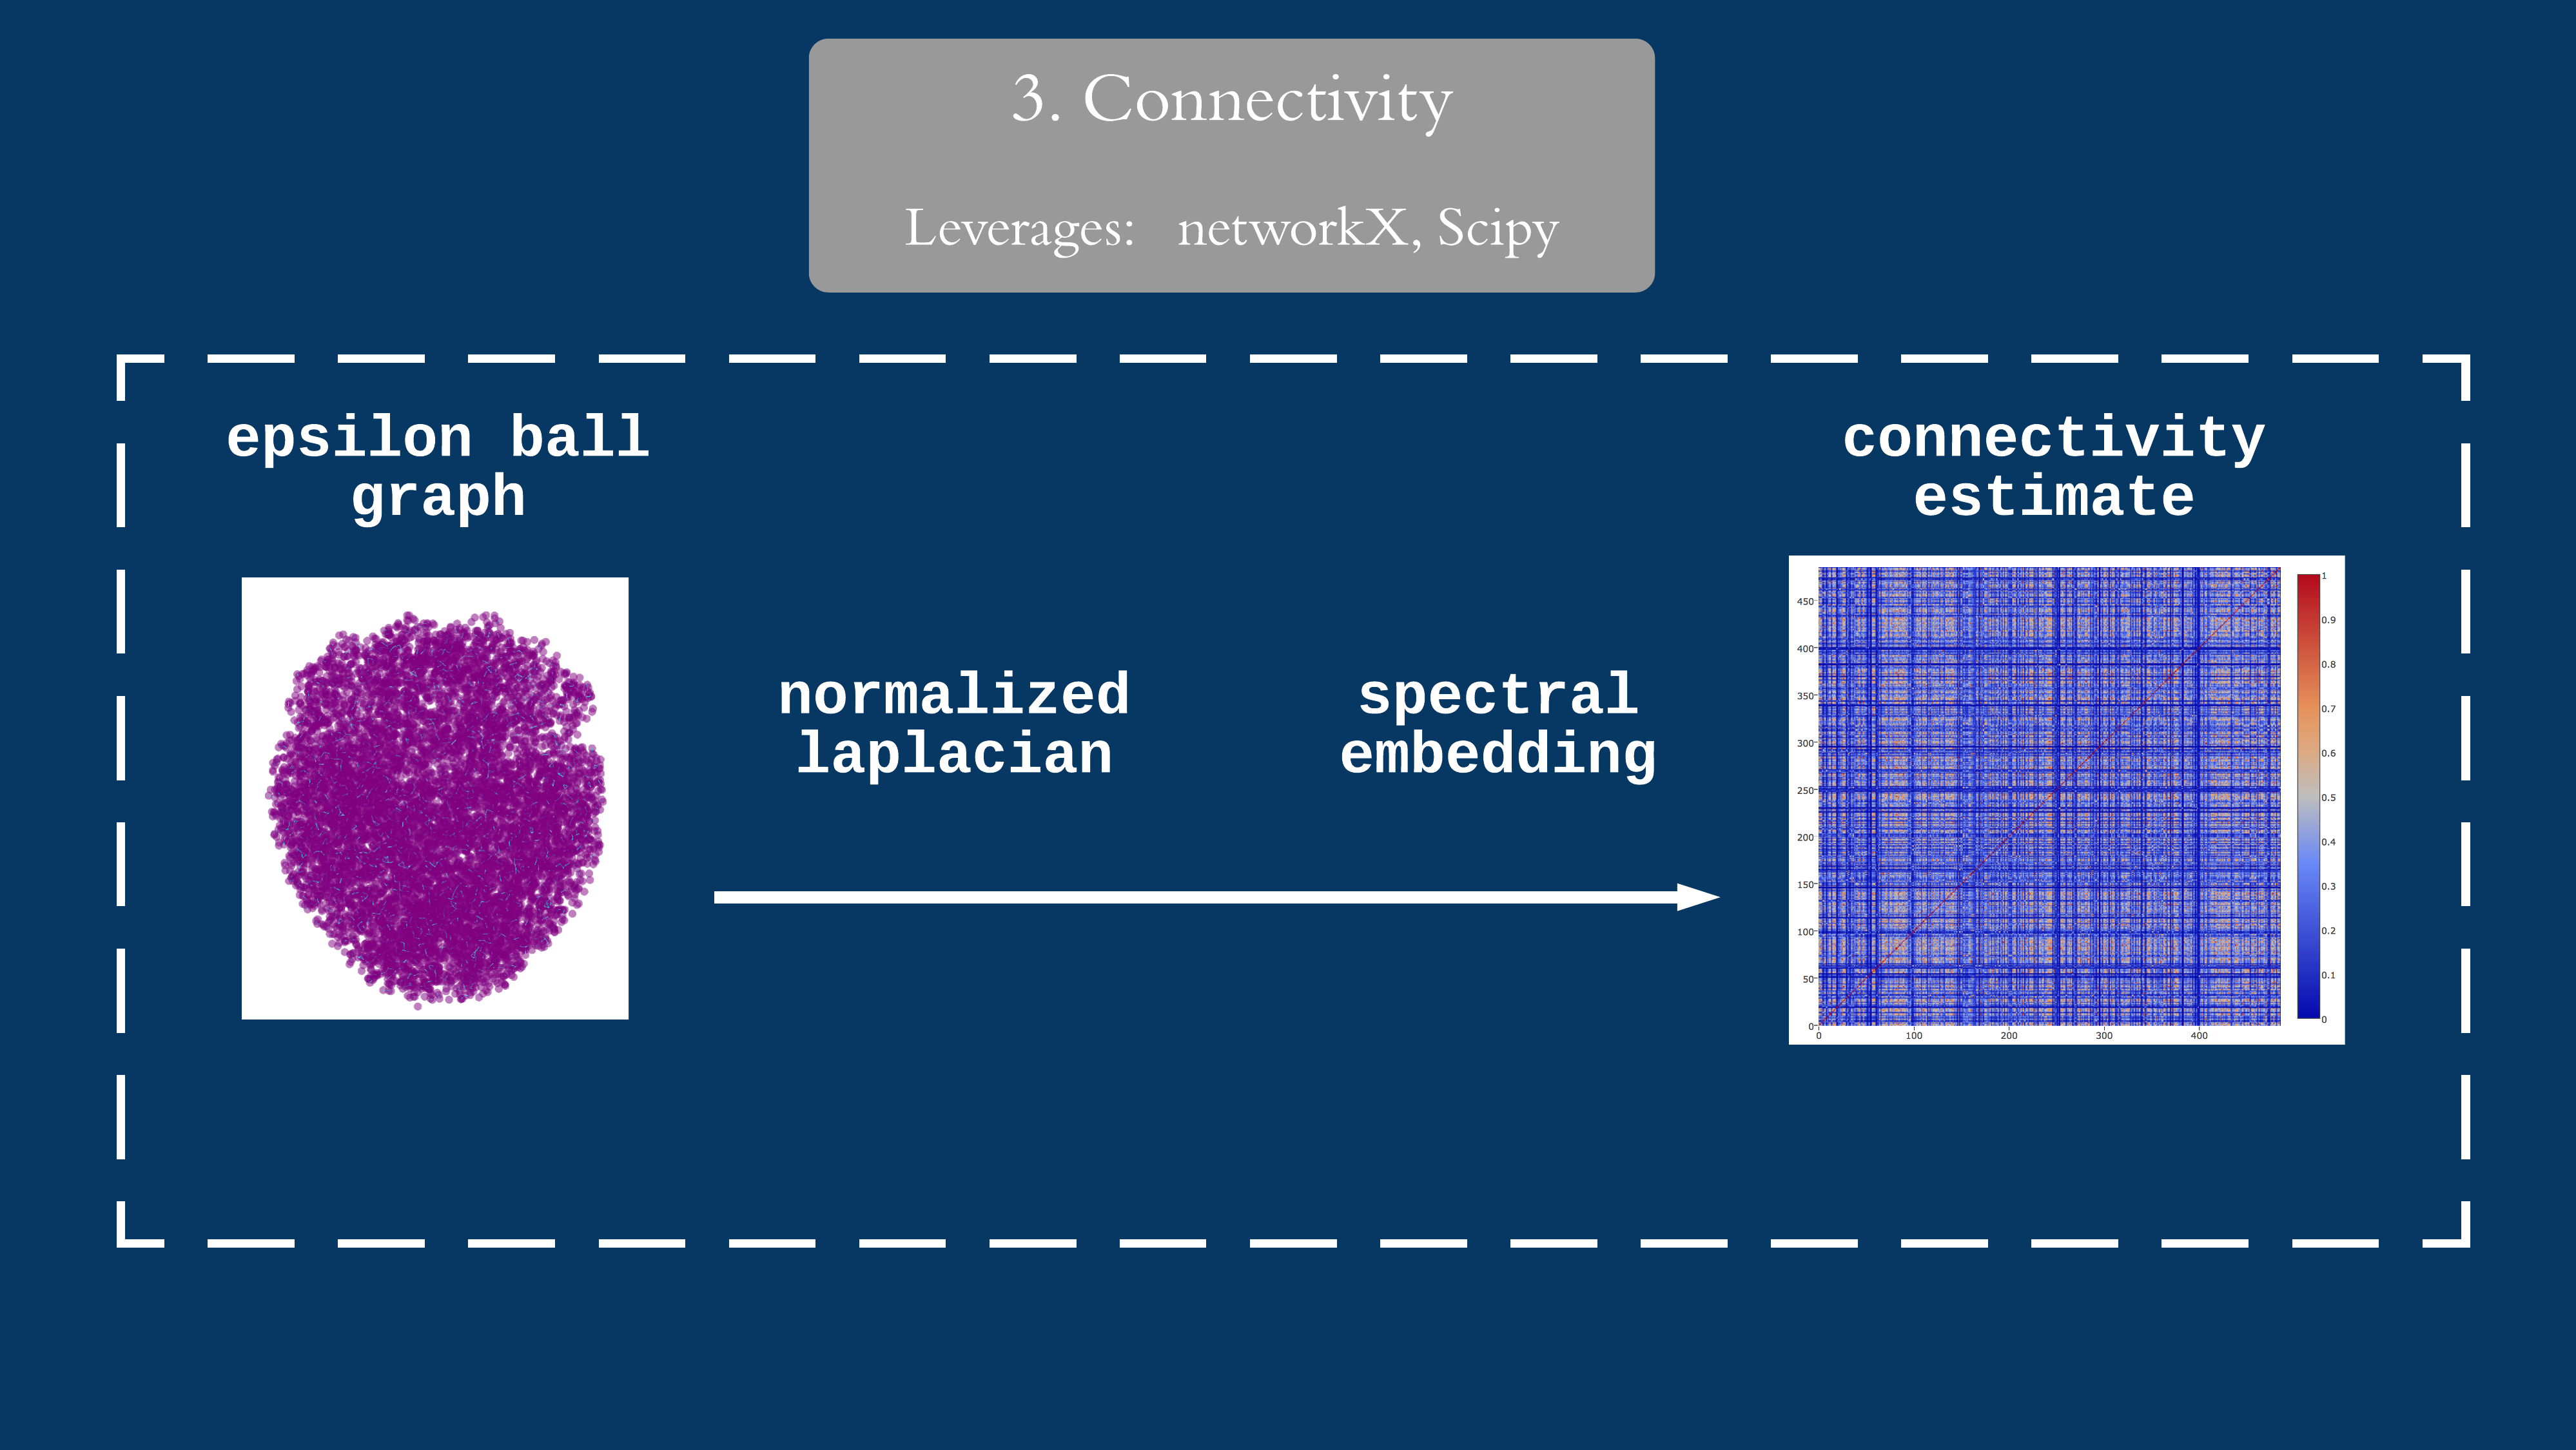 3. Connectivity
Leverages: networkX, Scipy
epsilon ball
graph
normalized
laplacian
spectral
embedding
connectivity
estimate
450
400
350
300
250
200
150
100
50
0
0
100
200
300
400
1
0.9
0.8
0.7
0.6
0.5
0.4
0.3
0.2
0.1
0